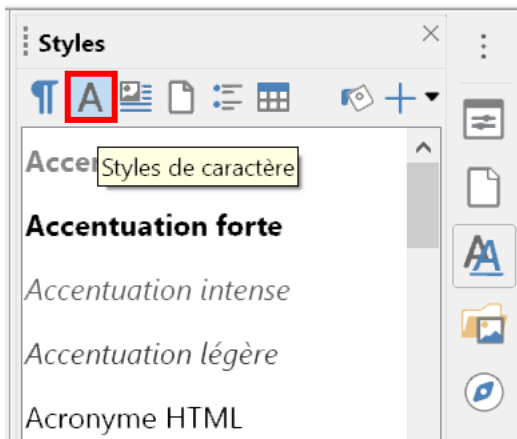 Styles
Accen
Styles de caractère
Accentuation forte
Accentuation intense
Accentuation légère
Acronyme HTML